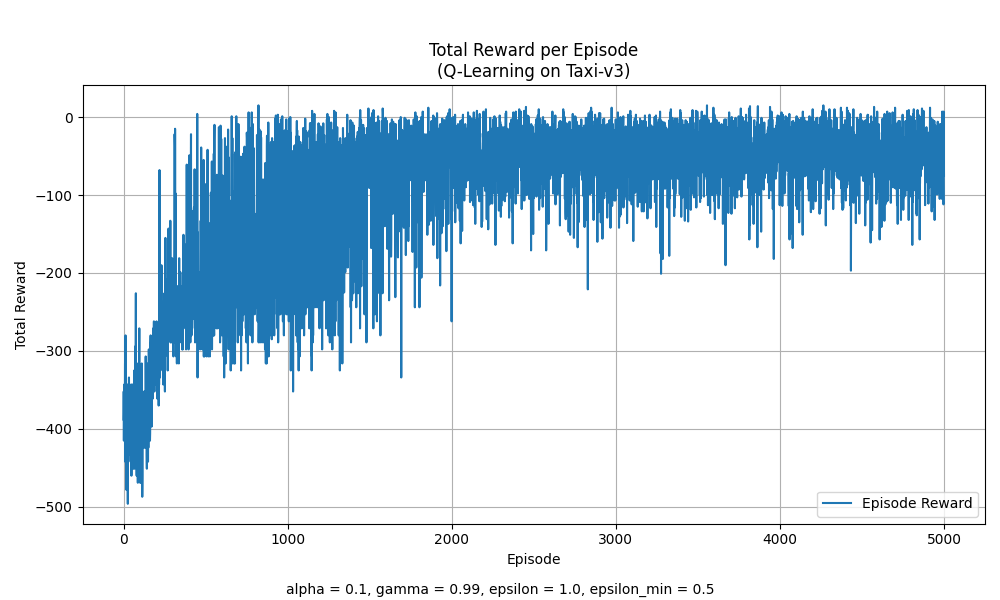 Total Reward per Episode
(Q-Learning on Taxi-v3)
Total Reward
0
−100
−200
−300
−400
−500
0
1000
2000
3000
4000
5000
Episode Reward
Episode
alpha = 0.1, gamma = 0.99, epsilon = 1.0, epsilon_min = 0.5